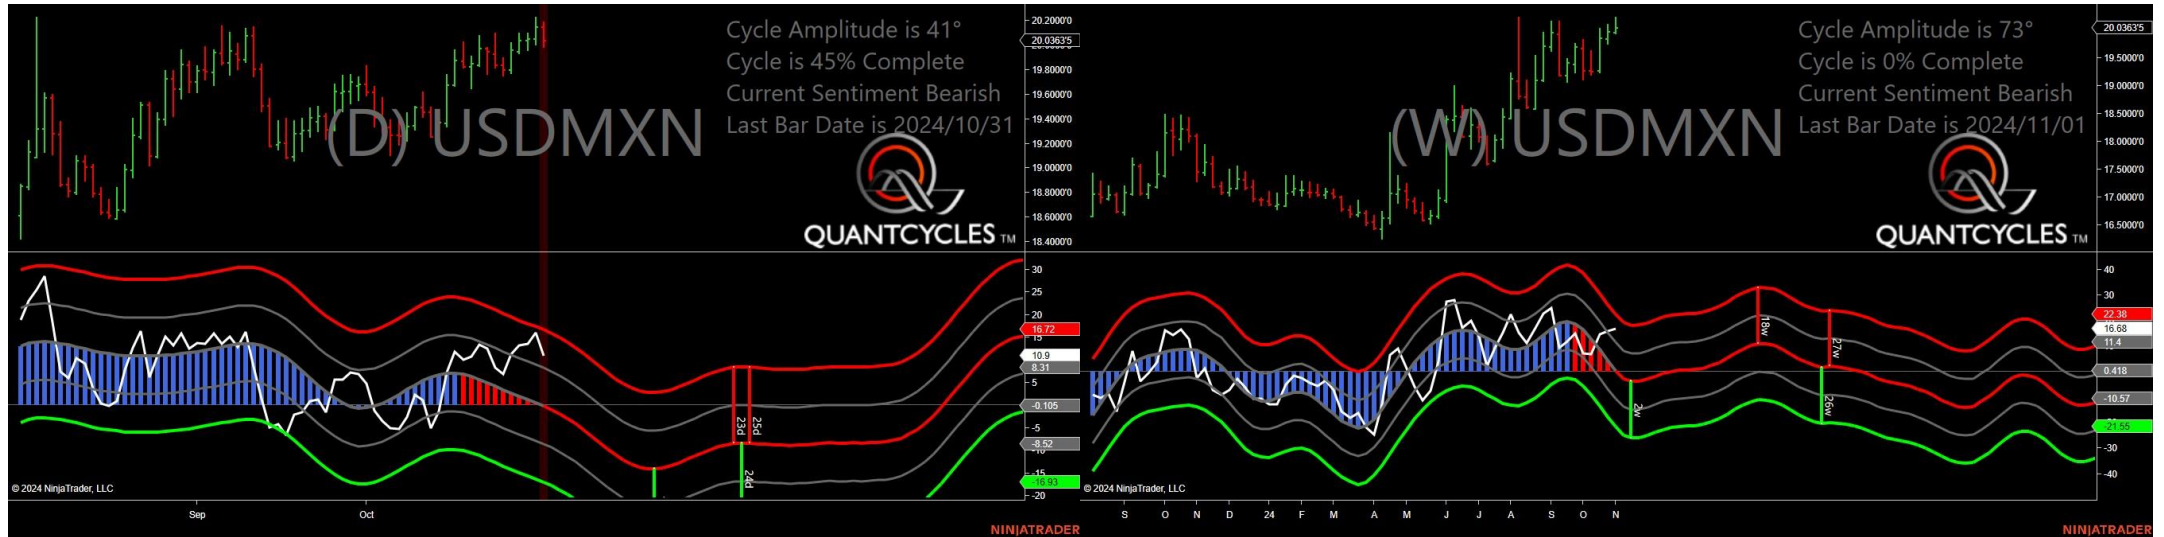 Cycle Amplitude is 41°
Cycle is 45% Complete
Current Sentiment Bearish
Last Bar Date is 2024/10/31
(D) USDMXN
QUANTCYCLES TM
20.2000'0
20.0363'5
19.8000'0
19.6000'0
19.4000'0
19.2000'0
19.0000'0
18.8000'0
18.6000'0
18.4000'0
30
25
20
16.72
15
10.9
8.31
5
-0.105
-5
-8.52
-15
-16.93
-20
23d
25d
24d
© 2024 NinjaTrader, LLC
Sep
Oct
NINJATRADER
Cycle Amplitude is 73°
Cycle is 0% Complete
Current Sentiment Bearish
Last Bar Date is 2024/11/01
(W) USDMXN
QUANTCYCLES TM
20.0363'5
19.5000'0
19.0000'0
18.5000'0
18.0000'0
17.5000'0
17.0000'0
16.5000'0
40
30
22.38
16.68
11.4
0.418
-10.57
-21.55
-30
-40
18w
27w
2w
26w
© 2024 NinjaTrader, LLC
S O N D 24 F M A M J J A S O N
NINJATRADER